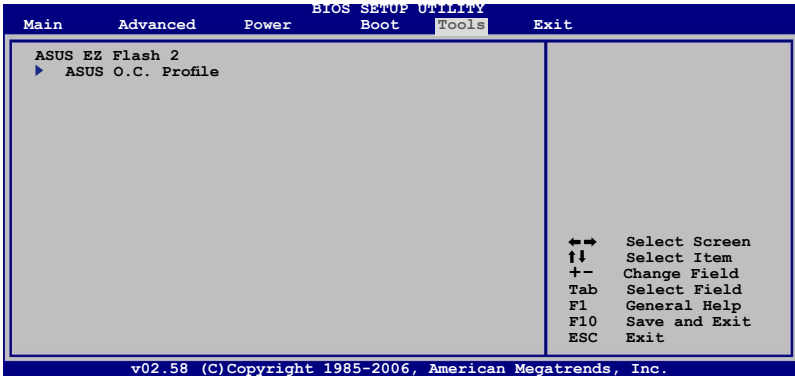 BIOS SETUP UTILITY
Main Advanced Power Boot Tools Exit
ASUS EZ Flash 2
ASUS O.C. Profile
←→ Select Screen
↑↓ Select Item
+- Change Field
Tab Select Field
F1 General Help
F10 Save and Exit
ESC Exit
v02.58 (C)Copyright 1985-2006, American Megatrends, Inc.